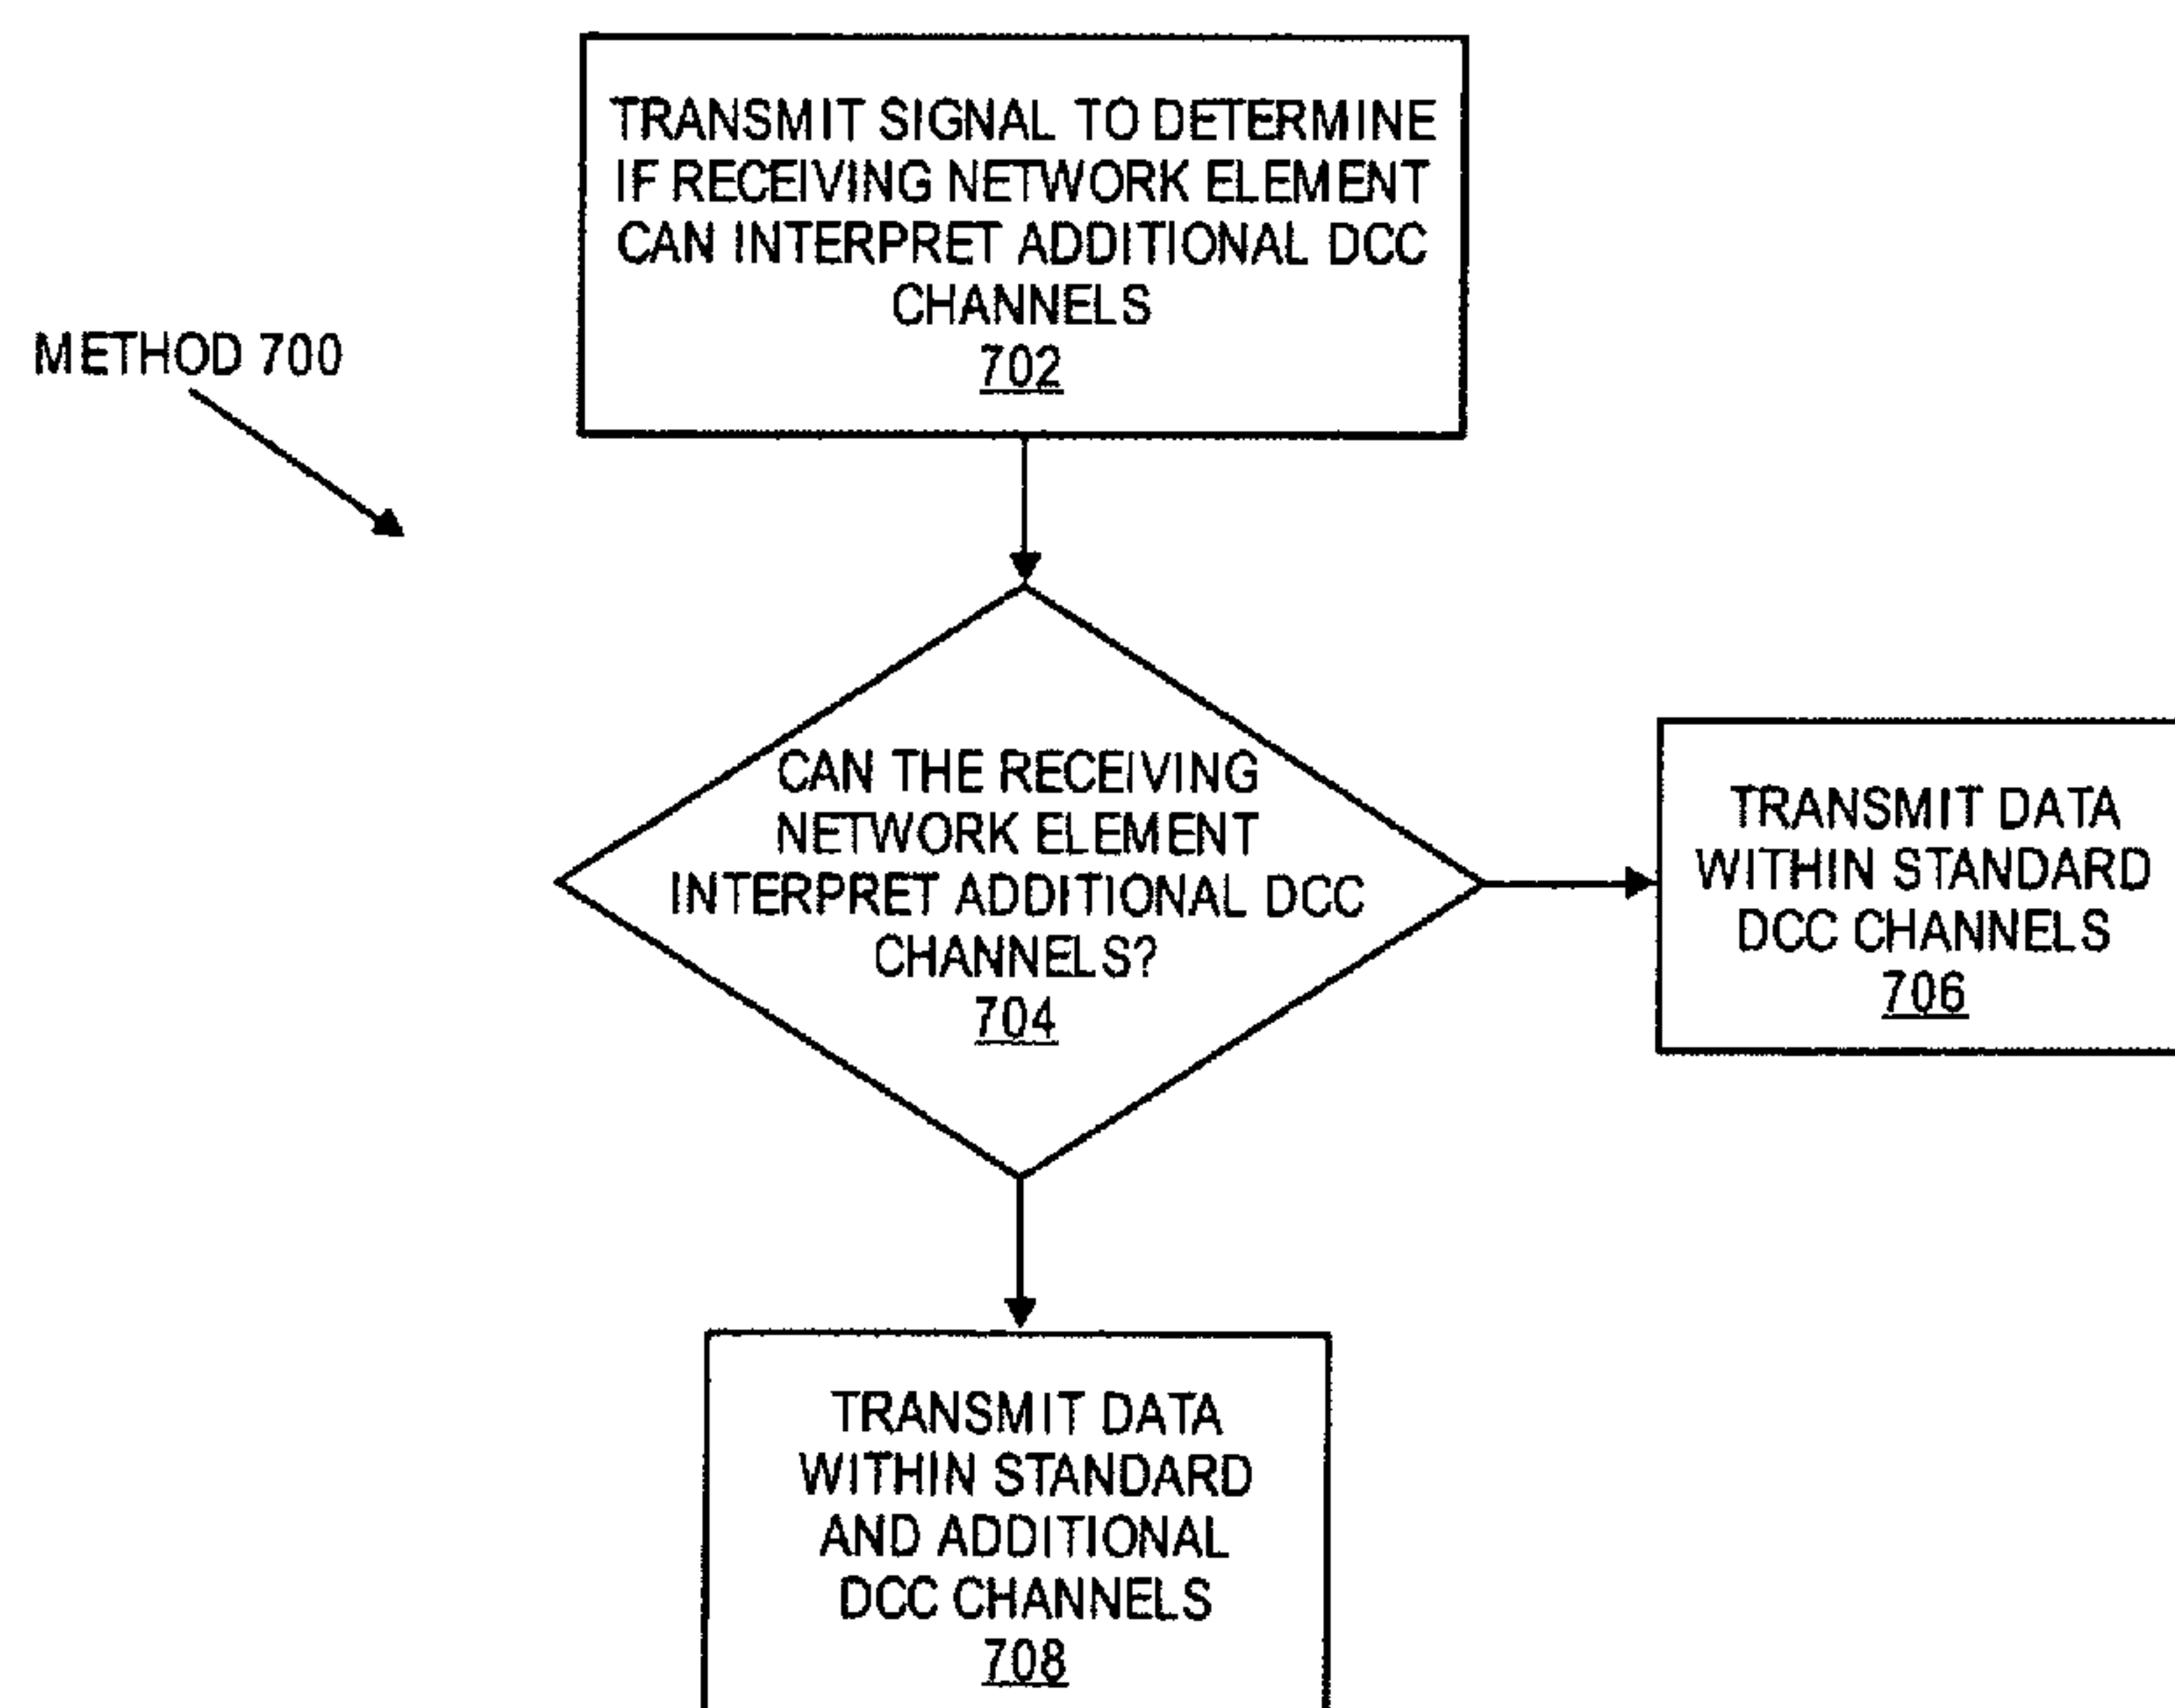 TRANSMIT SIGNAL TO DETERMINE
IF RECEIVING NETWORK ELEMENT
CAN INTERPRET ADDITIONAL DCC
CHANNELS
702
METHOD 700
CAN THE RECEIVING
NETWORK ELEMENT
INTERPRET ADDITIONAL DCC
CHANNELS?
704
TRANSMIT DATA
WITHIN STANDARD
DCC CHANNELS
706
TRANSMIT DATA
WITHIN STANDARD
AND ADDITIONAL
DCC CHANNELS
708